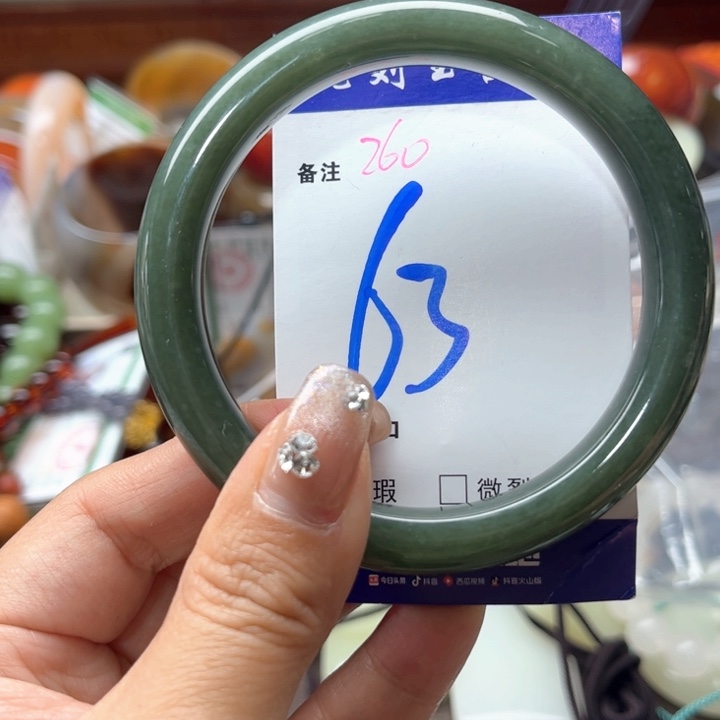 备注 260
63
瑕 微裂
今日头条 抖音 西瓜视频 抖音火山版